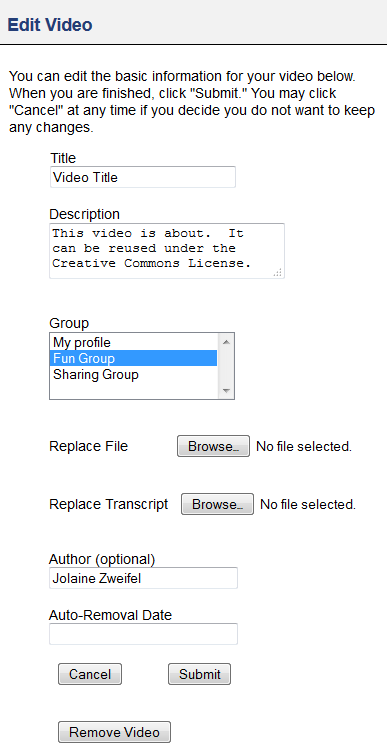 Edit Video
You can edit the basic information for your video below.
When you are finished, click "Submit." You may click
"Cancel" at any time if you decide you do not want to keep
any changes.
Title
Video Title
Description
This video is about.  It
can be reused under the
Creative Commons License.
Group
My profile
Fun Group
Sharing Group
Replace File Browse… No file selected.
Replace Transcript Browse… No file selected.
Author (optional)
Jolaine Zweifel
Auto-Removal Date
Cancel Submit
Remove Video